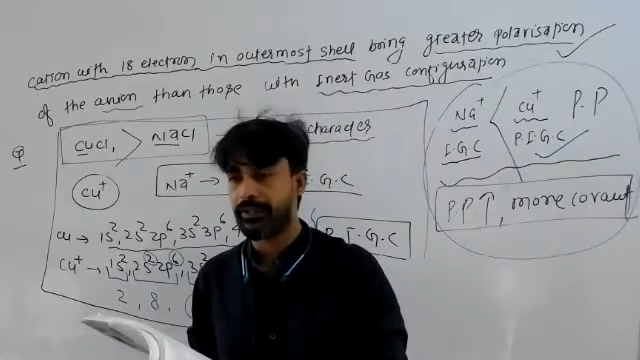 cation with 18 electron in outermost shell being greater polarisation
of the anion than those with Inert Gas configuration
Q CuCl, > NaCl character
Cu⁺ Na⁺ → I.G.C
Cu → 1S², 2S² 2P⁶, 3S² 3P⁶, 4 P.I.G.C
Cu⁺ → 1S², 2S² 2P⁶, 3S²
2, 8,
Na⁺ < Cu⁺ P.P
I.G.C P.I.G.C
P.P↑, more covant